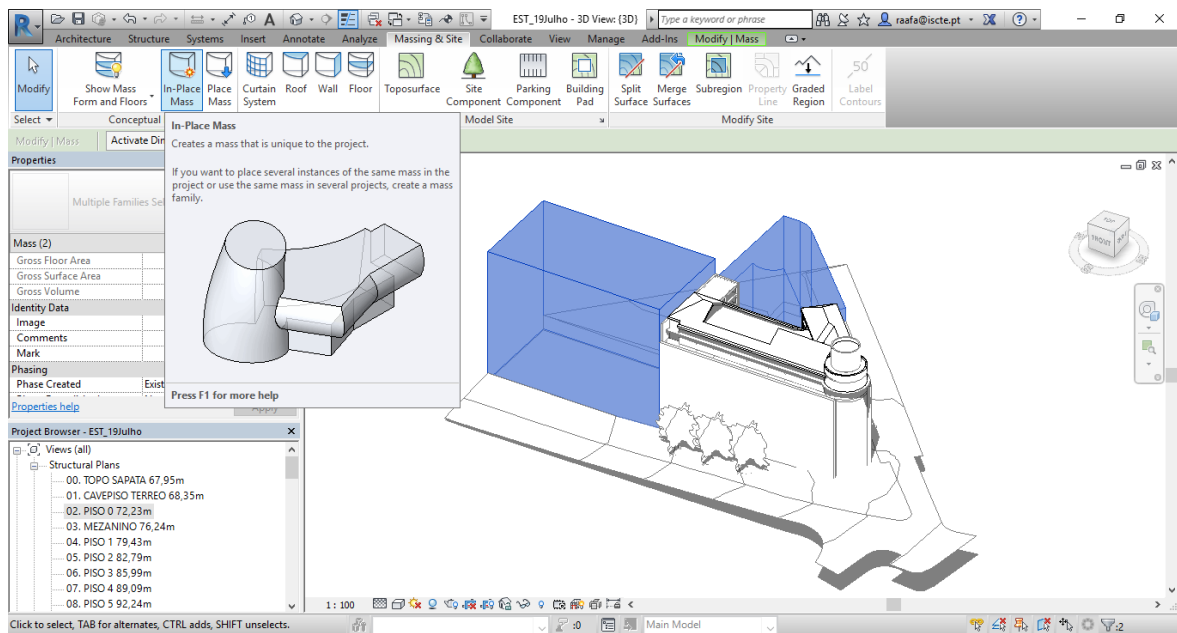 EST_19Julho - 3D View: {3D}
Type a keyword or phrase
raafa@iscte.pt
Architecture Structure Systems Insert Annotate Analyze Massing & Site Collaborate View Manage Add-Ins Modify | Mass
Modify
Show Mass
Form and Floors
In-Place
Mass
Place
Mass
Curtain
System
Roof
Wall
Floor
Toposurface
Site
Component
Parking
Component
Building
Pad
Split
Surface
Merge
Surfaces
Subregion
Property
Line
Graded
Region
50
Label
Contours
Select
Conceptual
Model Site
Modify Site
Modify | Mass
Activate Dim
In-Place Mass
Creates a mass that is unique to the project.
If you want to place several instances of the same mass in the
project or use the same mass in several projects, create a mass
family.
Press F1 for more help
Properties
Multiple Families Sel
Mass (2)
Gross Floor Area
Gross Surface Area
Gross Volume
Identity Data
Image
Comments
Mark
Phasing
Phase Created Exist
Properties help
Apply
TOP
FRONT
Project Browser - EST_19Julho
Views (all)
Structural Plans
00. TOPO SAPATA 67,95m
01. CAVEPISO TERREO 68,35m
02. PISO 0 72,23m
03. MEZANINO 76,24m
04. PISO 1 79,43m
05. PISO 2 82,79m
06. PISO 3 85,99m
07. PISO 4 89,09m
08. PISO 5 92,24m
1 : 100
Click to select, TAB for alternates, CTRL adds, SHIFT unselects.
:0
Main Model
:2